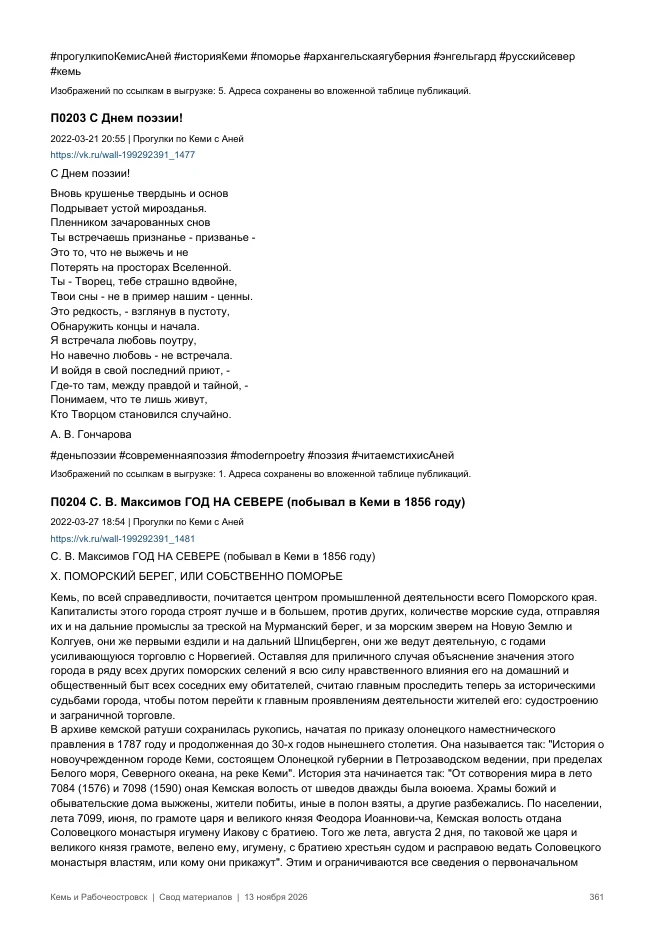 #прогулкипоКемисАней #историяКеми #поморье #архангельскаягуберния #энгельгард #русскийсевер
#кемь
Изображений по ссылкам в выгрузке: 5. Адреса сохранены во вложенной таблице публикаций.
П0203 С Днем поэзии!
2022-03-21 20:55 | Прогулки по Кеми с Аней
https://vk.ru/wall-199292391_1477
С Днем поэзии!
Вновь крушенье твердынь и основ
Подрывает устой мирозданья.
Пленником зачарованных снов
Ты встречаешь признанье - призванье -
Это то, что не выжечь и не
Потерять на просторах Вселенной.
Ты - Творец, тебе страшно вдвойне,
Твои сны - не в пример нашим - ценны.
Это редкость, - взглянув в пустоту,
Обнаружить концы и начала.
Я встречала любовь поутру,
Но навечно любовь - не встречала.
И войдя в свой последний приют, -
Где-то там, между правдой и тайной, -
Понимаем, что те лишь живут,
Кто Творцом становился случайно.
А. В. Гончарова
#деньпоэзии #современнаяпоэзия #modernpoetry #поэзия #читаемстихисАней
Изображений по ссылкам в выгрузке: 1. Адреса сохранены во вложенной таблице публикаций.
П0204 С. В. Максимов ГОД НА СЕВЕРЕ (побывал в Кеми в 1856 году)
2022-03-27 18:54 | Прогулки по Кеми с Аней
https://vk.ru/wall-199292391_1481
С. В. Максимов ГОД НА СЕВЕРЕ (побывал в Кеми в 1856 году)
X. ПОМОРСКИЙ БЕРЕГ, ИЛИ СОБСТВЕННО ПОМОРЬЕ
Кемь, по всей справедливости, почитается центром промышленной деятельности всего Поморского края.
Капиталисты этого города строят лучше и в большем, против других, количестве морские суда, отправляя
их и на дальние промыслы за треской на Мурманский берег, и за морским зверем на Новую Землю и
Колгуев, они же первыми ездили и на дальний Шпицберген, они же ведут деятельную, с годами
усиливающуюся торговлю с Норвегией. Оставляя для приличного случая объяснение значения этого
города в ряду всех других поморских селений я всю силу нравственного влияния его на домашний и
общественный быт всех соседних ему обитателей, считаю главным проследить теперь за историческими
судьбами города, чтобы потом перейти к главным проявлениям деятельности жителей его: судостроению
и заграничной торговле.
В архиве кемской ратуши сохранилась рукопись, начатая по приказу олонецкого наместнического
правления в 1787 году и продолженная до 30-х годов нынешнего столетия. Она называется так: "История о
новоучрежденном городе Кеми, состоящем Олонецкой губернии в Петрозаводском ведении, при пределах
Белого моря, Северного океана, на реке Кеми". История эта начинается так: "От сотворения мира в лето
7084 (1576) и 7098 (1590) оная Кемская волость от шведов дважды была воюема. Храмы божий и
обывательские дома выжжены, жители побиты, иные в полон взяты, а другие разбежались. По населении,
лета 7099, июня, по грамоте царя и великого князя Феодора Иоаннови-ча, Кемская волость отдана
Соловецкого монастыря игумену Иакову с братиею. Того же лета, августа 2 дня, по таковой же царя и
великого князя грамоте, велено ему, игумену, с братиею хрестьян судом и расправою ведать Соловецкого
монастыря властям, или кому они прикажут". Этим и ограничиваются все сведения о первоначальном
Кемь и Рабочеостровск | Свод материалов | 13 ноября 2026
361